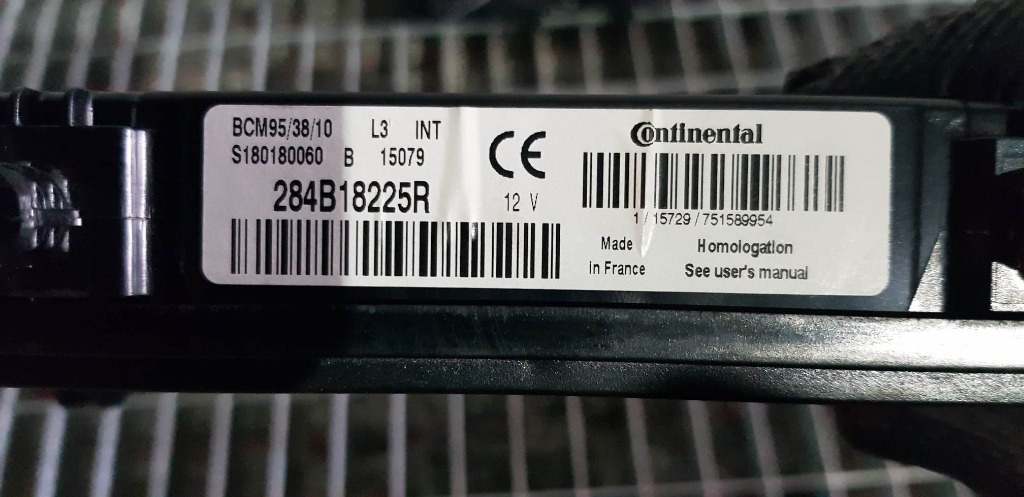 BCM95/38/10 L3 INT
S180180060 B 15079
284B18225R
CE
12 V
Continental
1 / 15729 / 751589954
Made
in France
Homologation
See user's manual